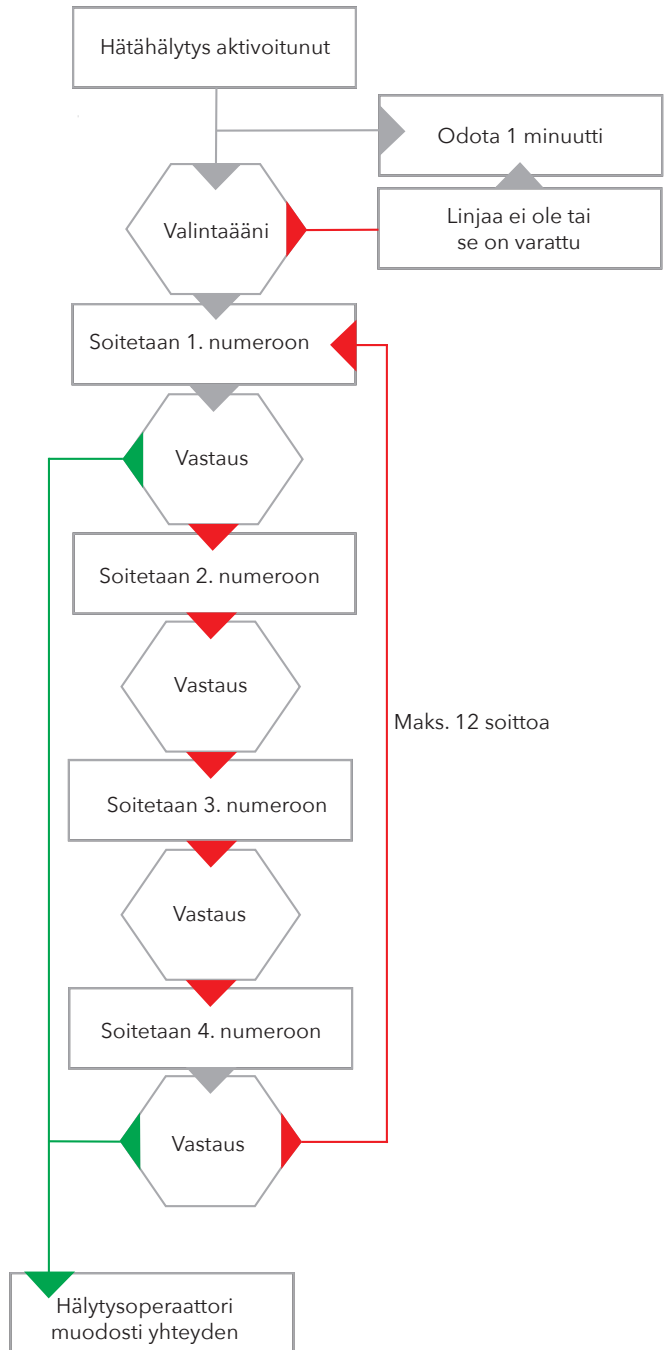 Hätähälytys aktivoitunut
Odota 1 minuutti
Valintaääni
Linjaa ei ole tai
se on varattu
Soitetaan 1. numeroon
Vastaus
Soitetaan 2. numeroon
Vastaus
Maks. 12 soittoa
Soitetaan 3. numeroon
Vastaus
Soitetaan 4. numeroon
Vastaus
Hälytysoperaattori
muodosti yhteyden